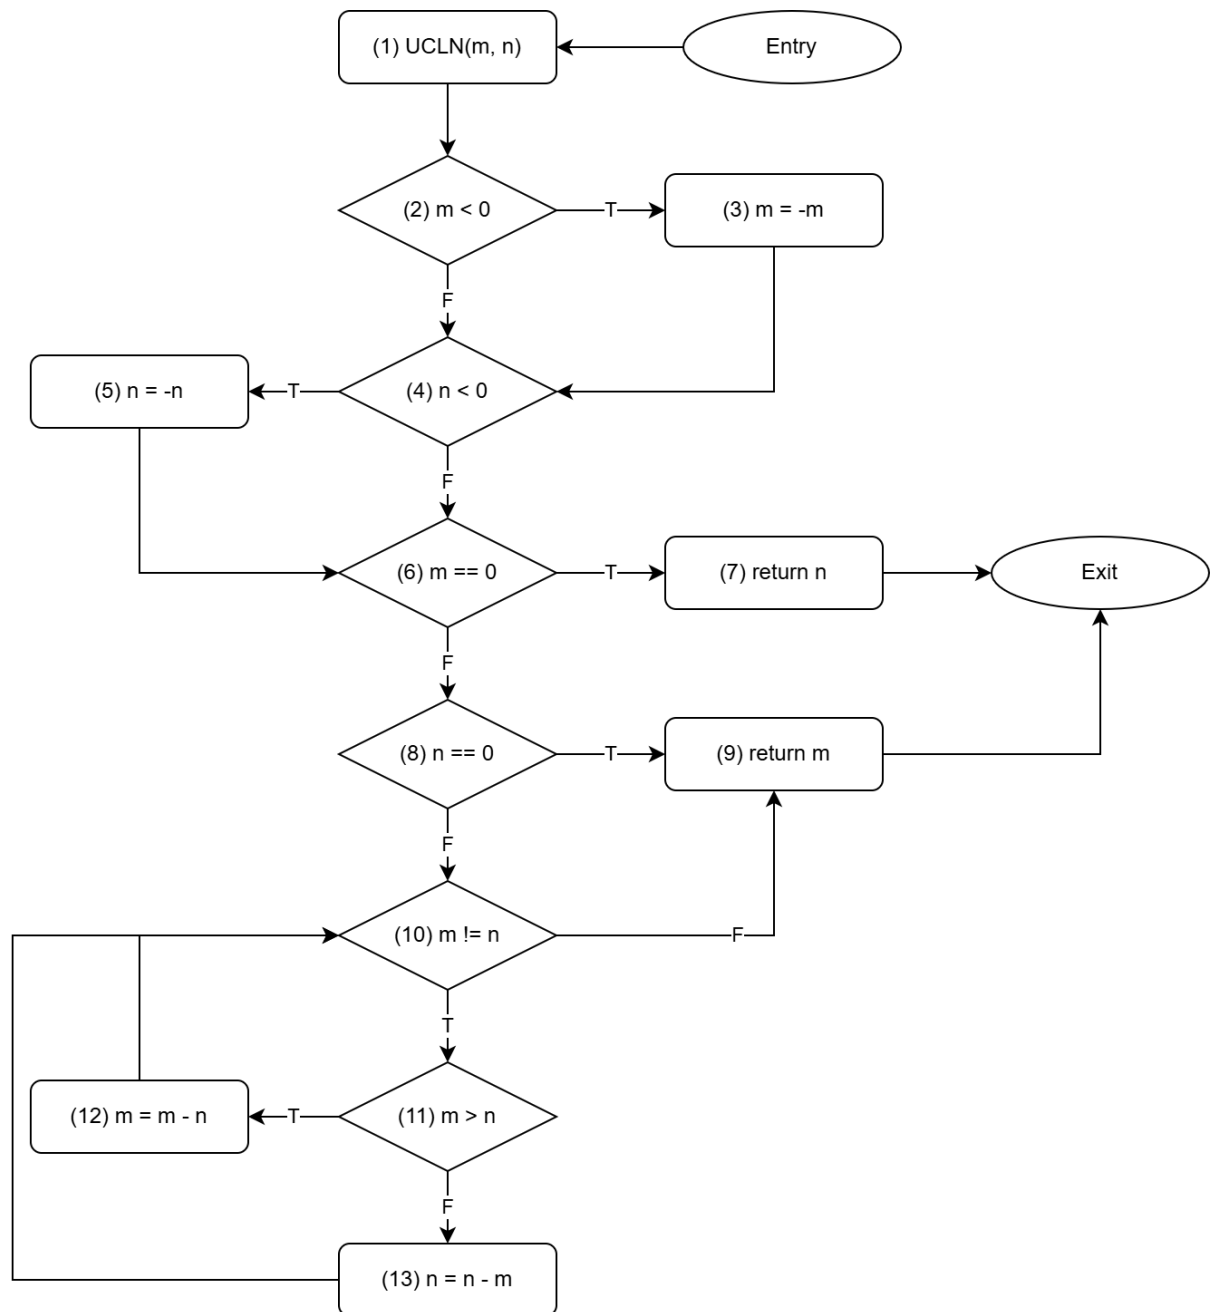 (1) UCLN(m, n)
Entry
(2) m < 0
T
(3) m = -m
F
(5) n = -n
T
(4) n < 0
F
(6) m == 0
T
(7) return n
Exit
F
(8) n == 0
T
(9) return m
F
(10) m != n
F
T
(12) m = m - n
T
(11) m > n
F
(13) n = n - m